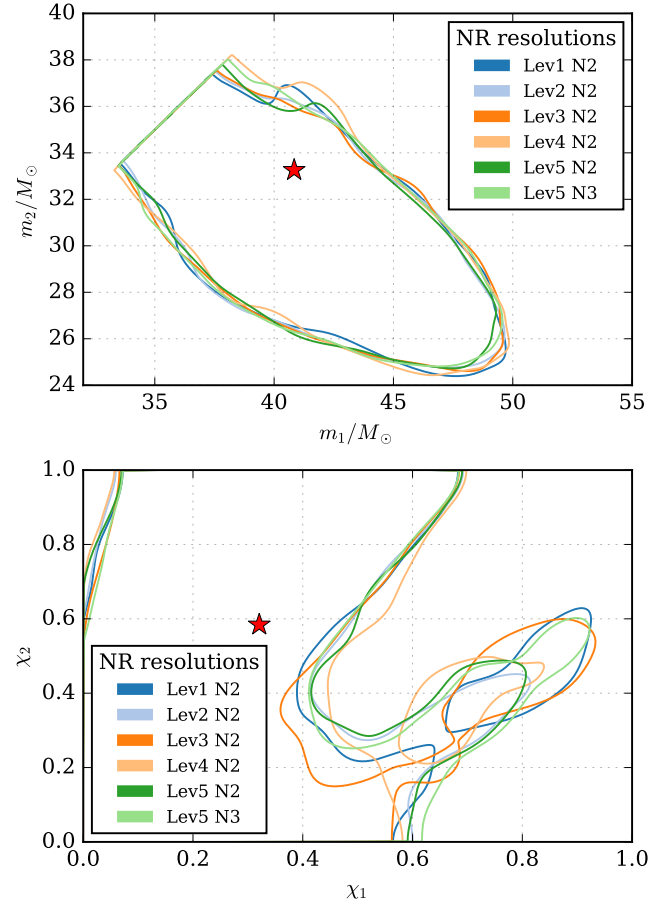 40
38
36
34
32
30
28
26
24
m₂/M⊙
NR resolutions
Lev1 N2
Lev2 N2
Lev3 N2
Lev4 N2
Lev5 N2
Lev5 N3
35 40 45 50 55
m₁/M⊙
1.0
0.8
0.6
0.4
0.2
0.0
χ₂
NR resolutions
Lev1 N2
Lev2 N2
Lev3 N2
Lev4 N2
Lev5 N2
Lev5 N3
0.0 0.2 0.4 0.6 0.8 1.0
χ₁